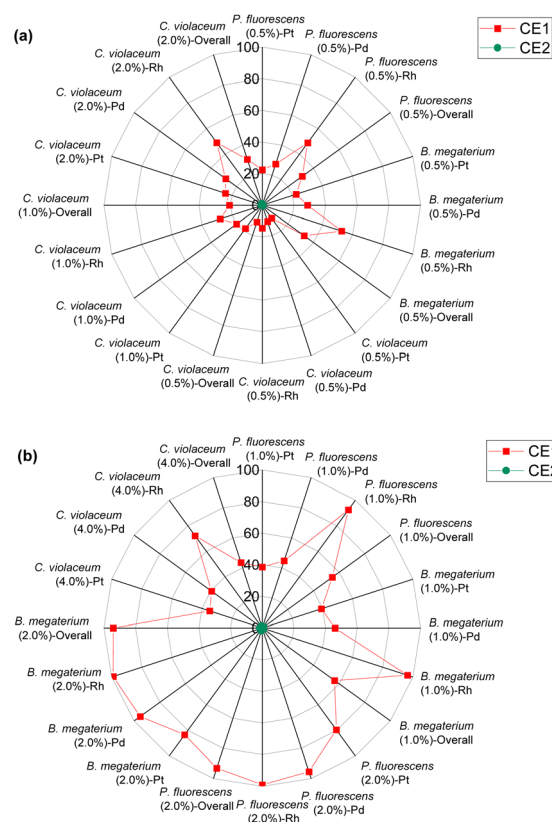 (a)
CE1
CE2
P. fluorescens
(0.5%)-Pt
P. fluorescens
(0.5%)-Pd
P. fluorescens
(0.5%)-Rh
P. fluorescens
(0.5%)-Overall
B. megaterium
(0.5%)-Pt
B. megaterium
(0.5%)-Pd
B. megaterium
(0.5%)-Rh
B. megaterium
(0.5%)-Overall
C. violaceum
(0.5%)-Pt
C. violaceum
(0.5%)-Pd
C. violaceum
(0.5%)-Rh
C. violaceum
(0.5%)-Overall
C. violaceum
(1.0%)-Pt
C. violaceum
(1.0%)-Pd
C. violaceum
(1.0%)-Rh
C. violaceum
(1.0%)-Overall
C. violaceum
(2.0%)-Pt
C. violaceum
(2.0%)-Pd
C. violaceum
(2.0%)-Rh
C. violaceum
(2.0%)-Overall
100
80
60
40
20
0
(b)
CE1
CE2
P. fluorescens
(1.0%)-Pt
P. fluorescens
(1.0%)-Pd
P. fluorescens
(1.0%)-Rh
P. fluorescens
(1.0%)-Overall
B. megaterium
(1.0%)-Pt
B. megaterium
(1.0%)-Pd
B. megaterium
(1.0%)-Rh
B. megaterium
(1.0%)-Overall
P. fluorescens
(2.0%)-Pt
P. fluorescens
(2.0%)-Pd
P. fluorescens
(2.0%)-Rh
P. fluorescens
(2.0%)-Overall
B. megaterium
(2.0%)-Pt
B. megaterium
(2.0%)-Pd
B. megaterium
(2.0%)-Rh
B. megaterium
(2.0%)-Overall
C. violaceum
(4.0%)-Pt
C. violaceum
(4.0%)-Pd
C. violaceum
(4.0%)-Rh
C. violaceum
(4.0%)-Overall
100
80
60
40
20
0